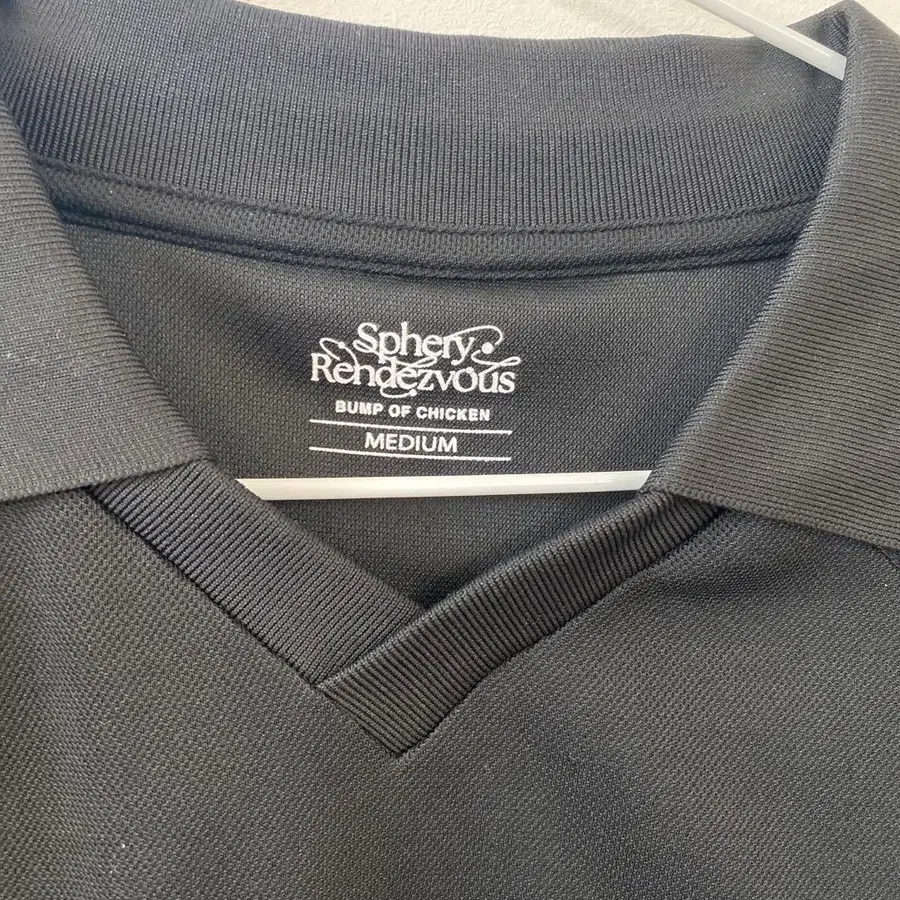 Sphery
Rendezvous
BUMP OF CHICKEN
MEDIUM